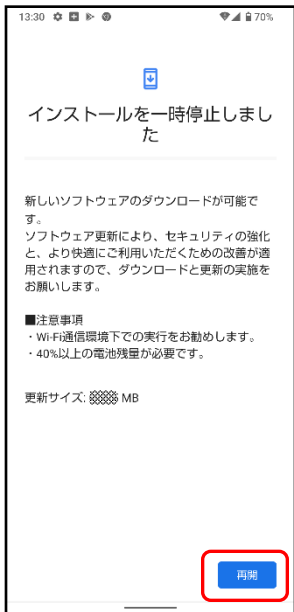 13:30 70%
インストールを一時停止しまし
た
新しいソフトウェアのダウンロードが可能で
す。
ソフトウェア更新により、セキュリティの強化
と、より快適にご利用いただくための改善が適
用されますので、ダウンロードと更新の実施を
お願いします。
■注意事項
・Wi-Fi通信環境下での実行をお勧めします。
・40%以上の電池残量が必要です。
更新サイズ: MB
再開